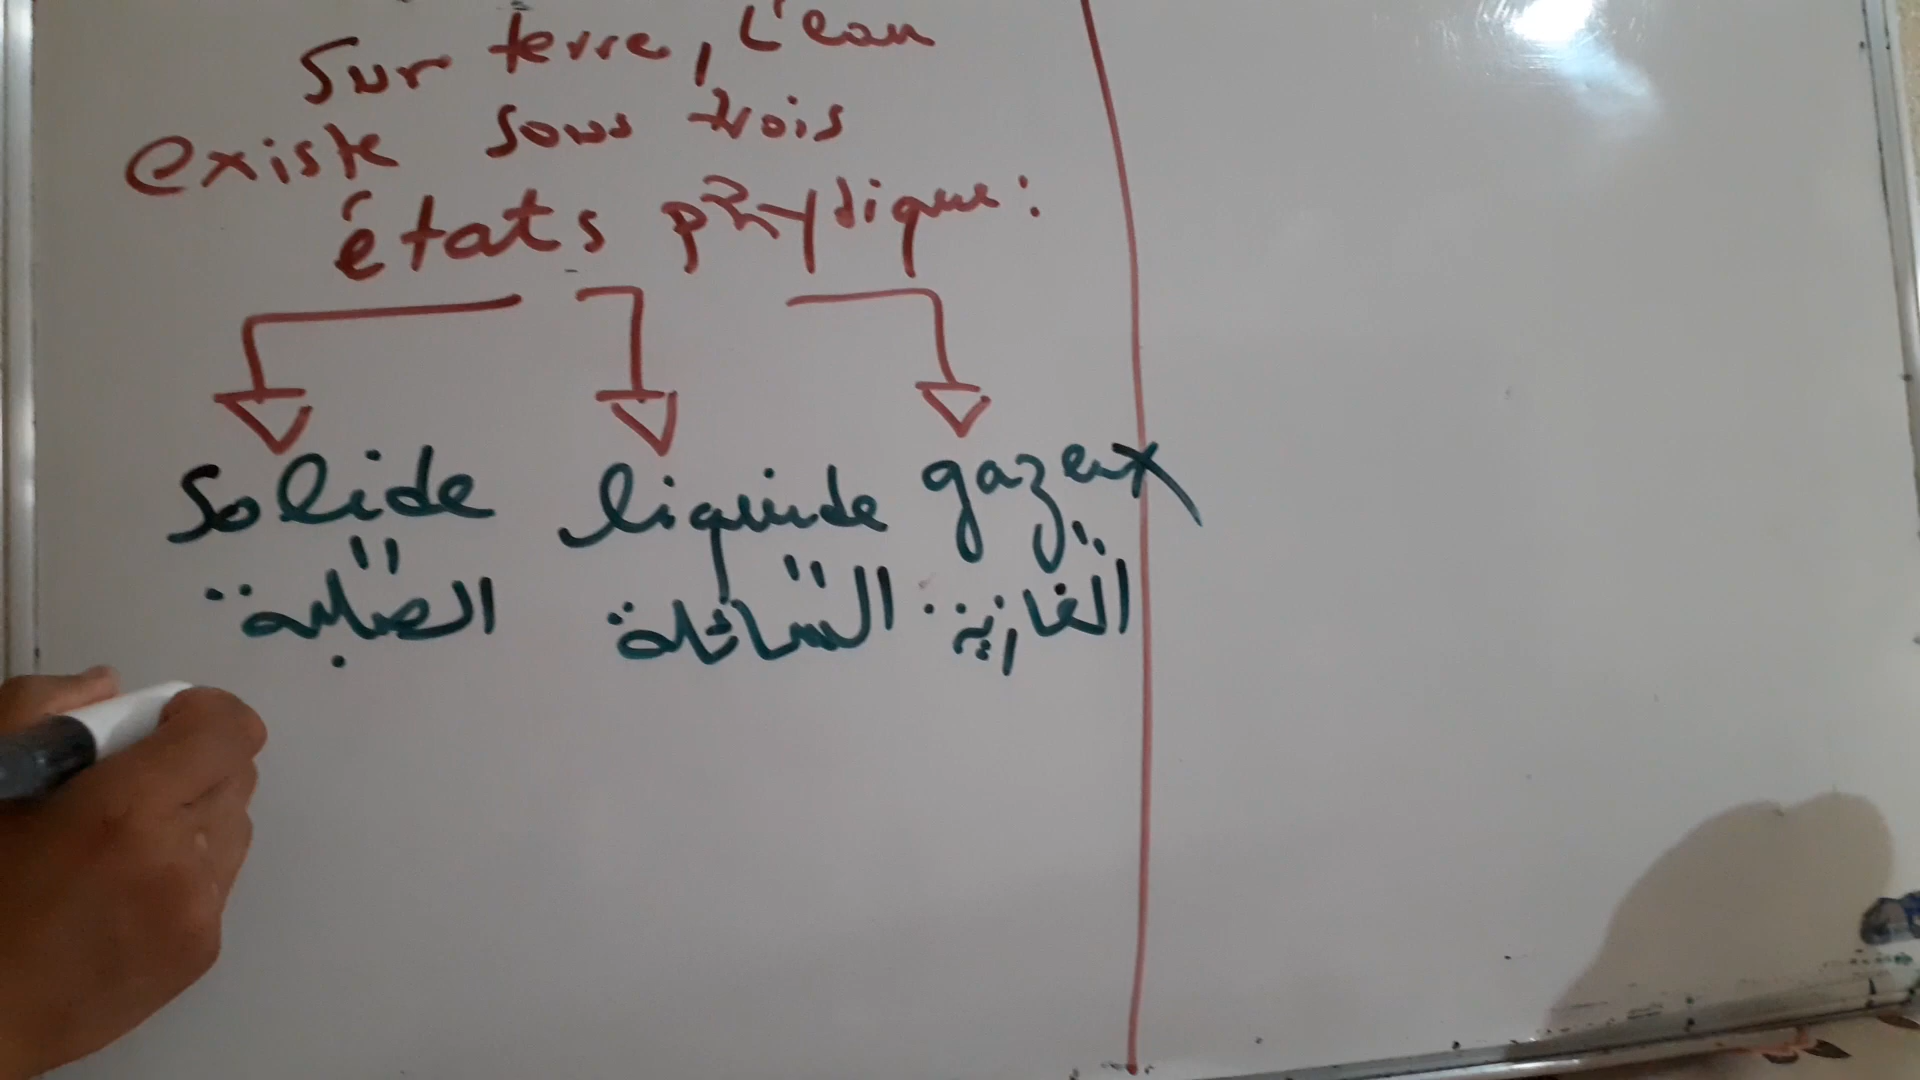 Sur terre, L'eau
existe sous trois
états physique:
Solide liquide gazeux
" " "
الصلبة السائلة الغازية